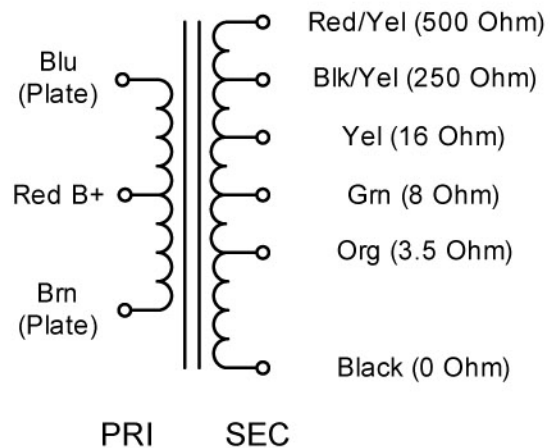 Red/Yel (500 Ohm)
Blu
(Plate)
Blk/Yel (250 Ohm)
Yel (16 Ohm)
Red B+
Grn (8 Ohm)
Org (3.5 Ohm)
Brn
(Plate)
Black (0 Ohm)
PRI
SEC